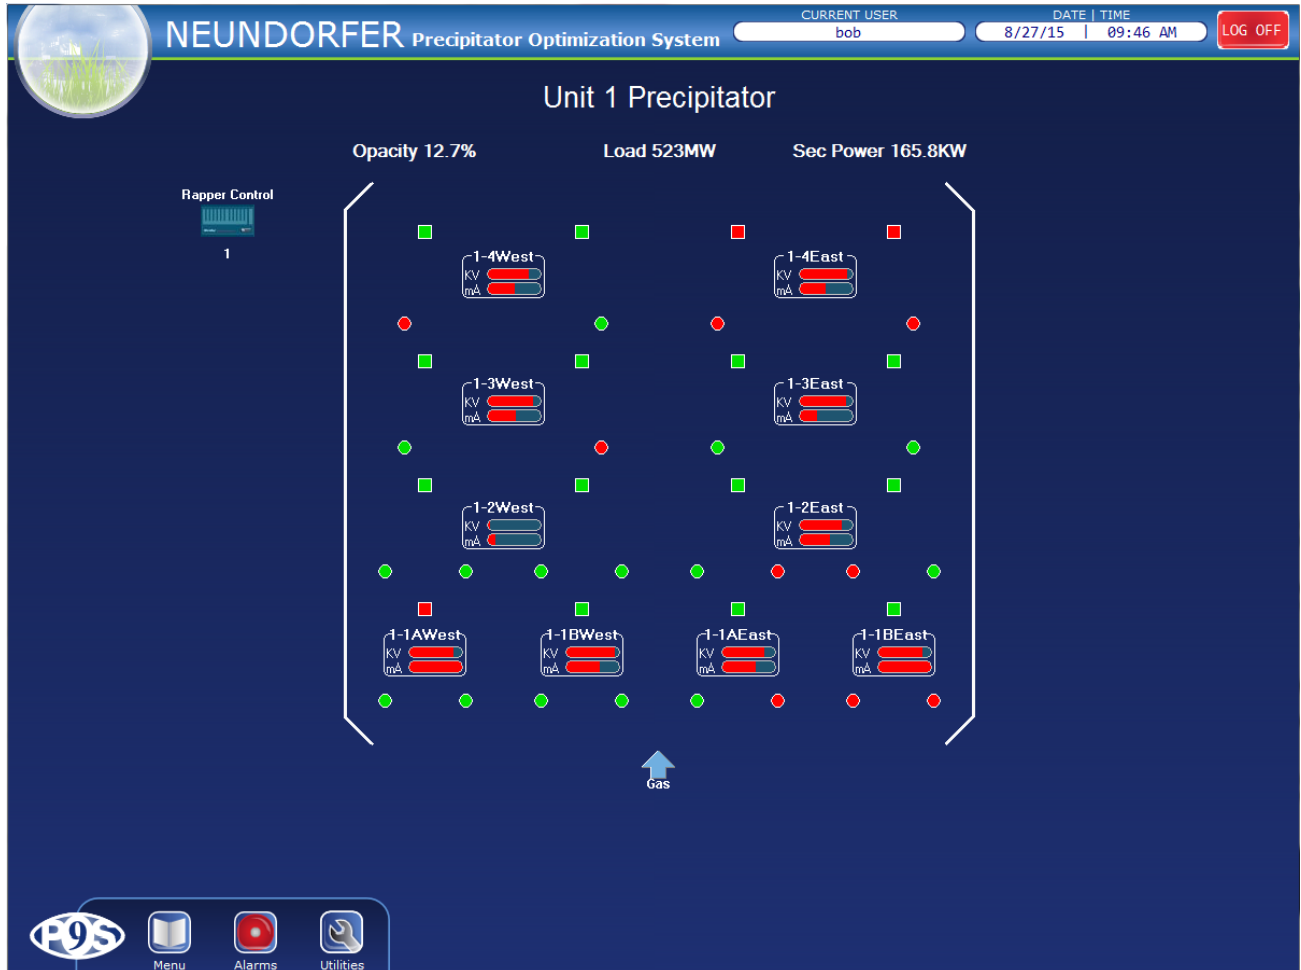 NEUNDORFER Precipitator Optimization System
CURRENT USER
bob
DATE | TIME
8/27/15 | 09:46 AM
LOG OFF
Unit 1 Precipitator
Opacity 12.7% Load 523MW Sec Power 165.8KW
Rapper Control
1
1-4West 1-4East
KV KV
mA mA
1-3West 1-3East
KV KV
mA mA
1-2West 1-2East
KV KV
mA mA
1-1AWest 1-1BWest 1-1AEast 1-1BEast
KV KV KV KV
mA mA mA mA
Gas
P9S
Menu Alarms Utilities